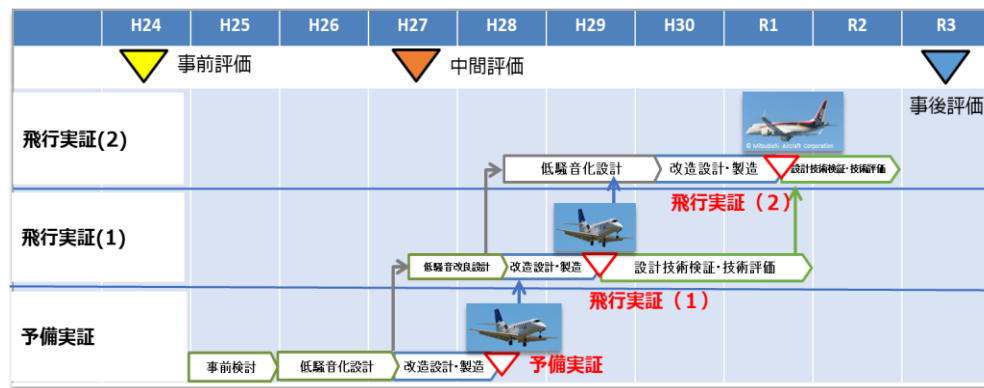 H24 H25 H26 H27 H28 H29 H30 R1 R2 R3
事前評価
中間評価
事後評価
飛行実証(2)
© Mitsubishi Aircraft Corporation
低騒音化設計
改造設計・製造
設計技術検証・技術評価
飛行実証（２）
飛行実証(1)
低騒音改良設計
改造設計・製造
設計技術検証・技術評価
飛行実証（１）
予備実証
事前検討
低騒音化設計
改造設計・製造
予備実証